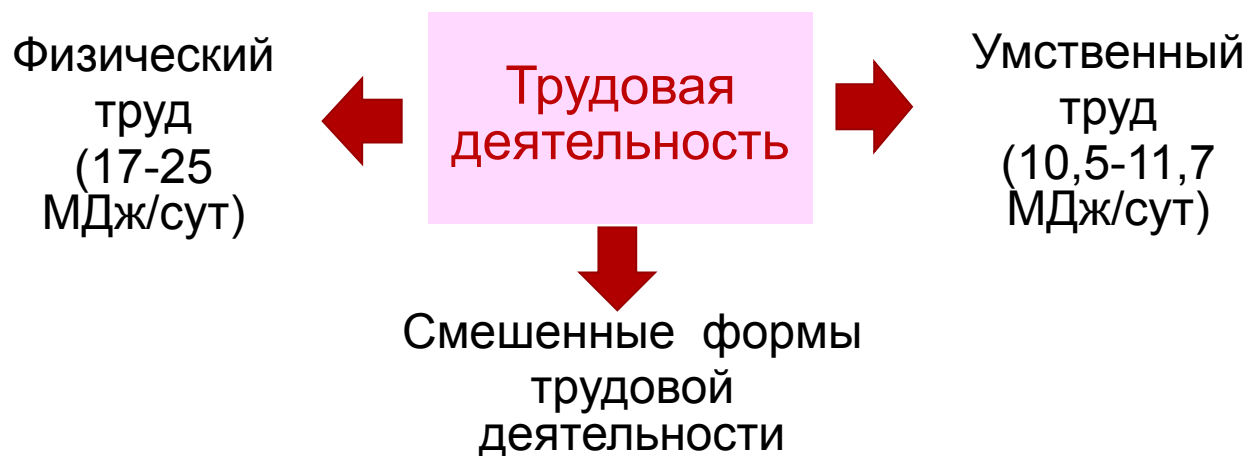 Физический
труд
(17-25
МДж/сут)
Трудовая
деятельность
Умственный
труд
(10,5-11,7
МДж/сут)
Смешенные формы
трудовой
деятельности